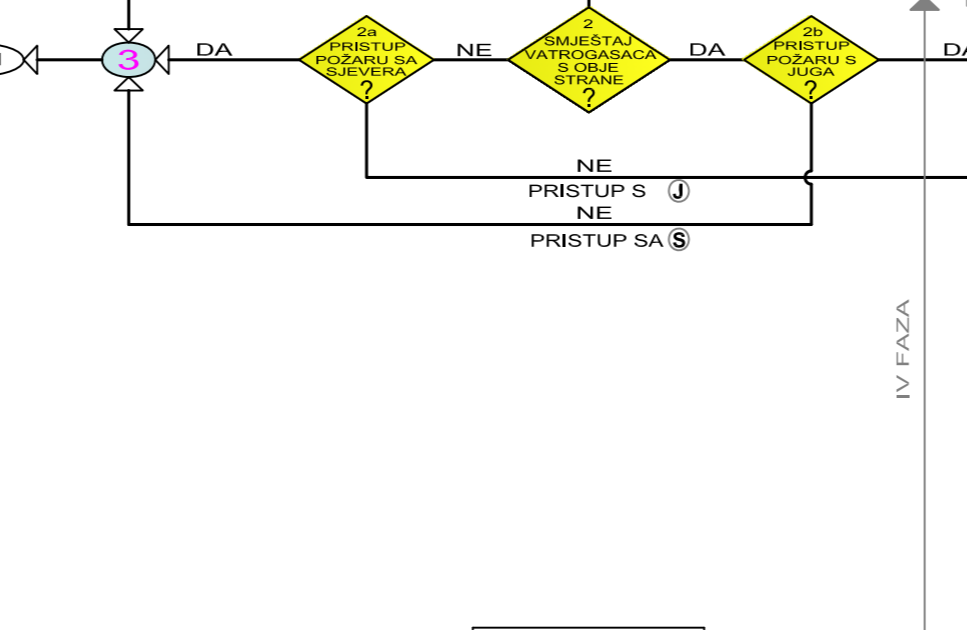 2a
PRISTUP
POŽARU SA
SJEVERA
?
2
SMJEŠTAJ
VATROGASACA
S OBJE
STRANE
?
2b
PRISTUP
POŽARU S
JUGA
?
3
DA
NE
DA
DA
NE
PRISTUP S J
NE
PRISTUP SA S
IV FAZA